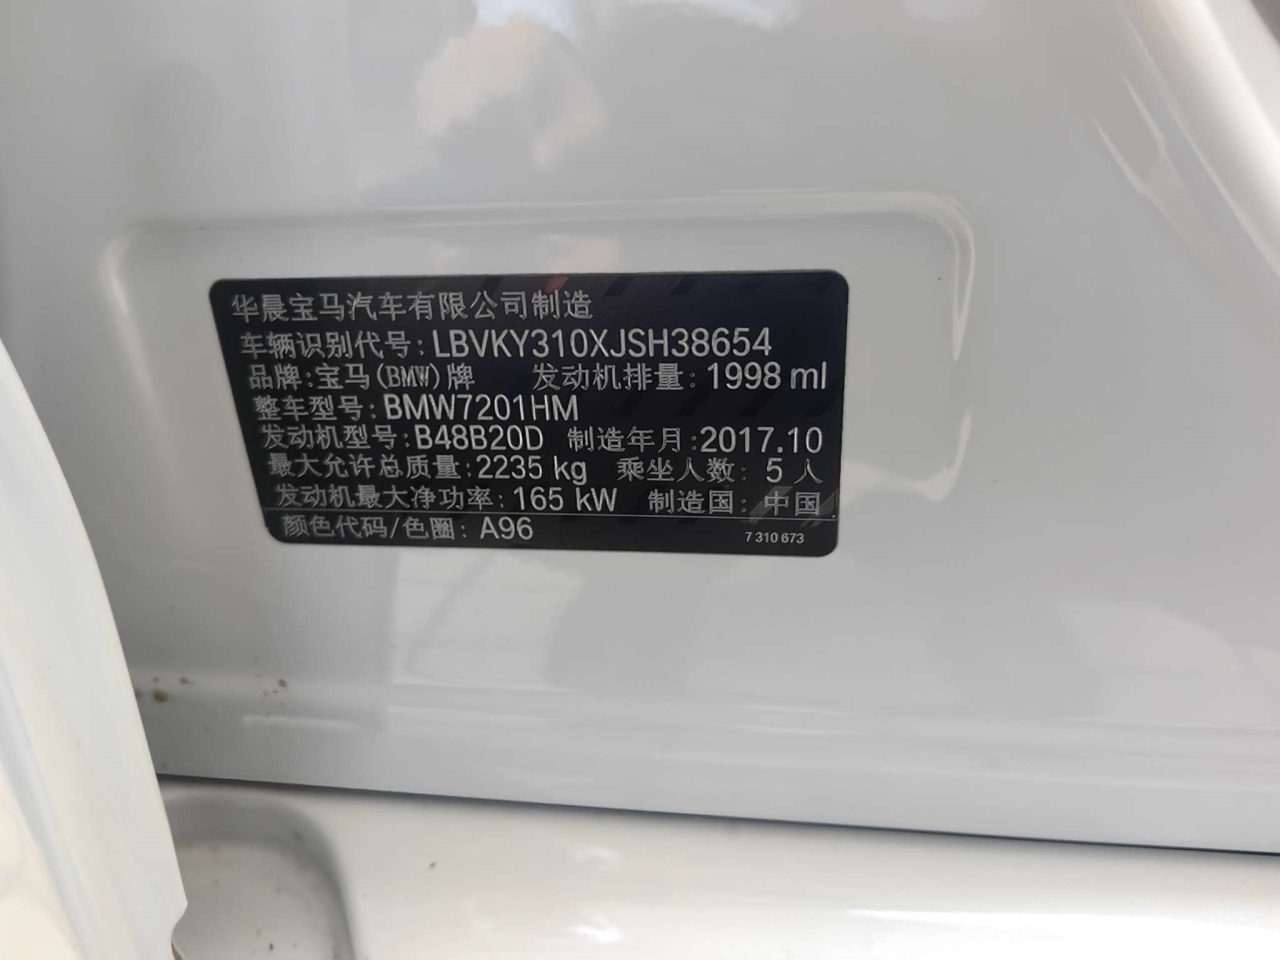 华晨宝马汽车有限公司制造
车辆识别代号: LBVKY310XJSH38654
品牌:宝马(BMW)牌 发动机排量: 1998 ml
整车型号: BMW7201HM
发动机型号: B48B20D 制造年月:2017.10
最大允许总质量: 2235 kg 乘坐人数: 5 人
发动机最大净功率: 165 kW 制造国: 中国
颜色代码/色圈: A96 7 310 673